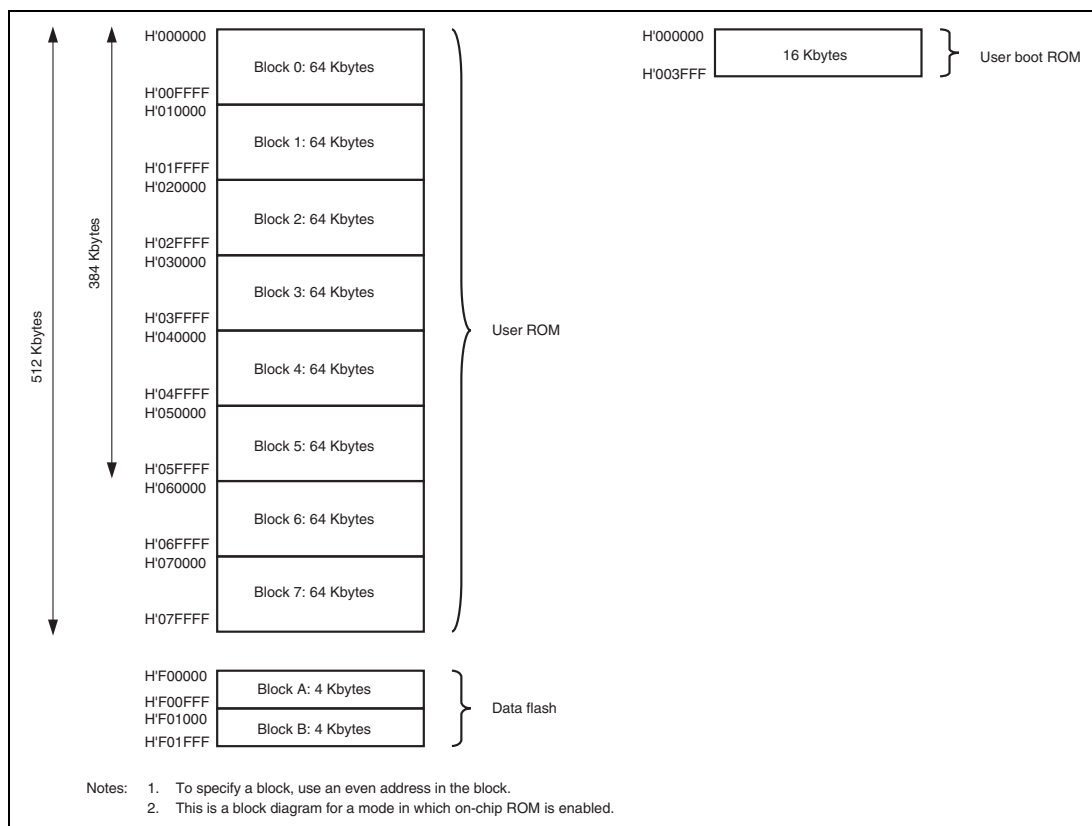 H'000000
Block 0: 64 Kbytes
H'00FFFF
H'010000
Block 1: 64 Kbytes
H'01FFFF
H'020000
Block 2: 64 Kbytes
H'02FFFF
H'030000
Block 3: 64 Kbytes
H'03FFFF
H'040000
Block 4: 64 Kbytes
H'04FFFF
H'050000
Block 5: 64 Kbytes
H'05FFFF
H'060000
Block 6: 64 Kbytes
H'06FFFF
H'070000
Block 7: 64 Kbytes
H'07FFFF
512 Kbytes
384 Kbytes
User ROM
H'F00000
Block A: 4 Kbytes
H'F00FFF
H'F01000
Block B: 4 Kbytes
H'F01FFF
Data flash
H'000000
16 Kbytes
H'003FFF
User boot ROM
Notes: 1. To specify a block, use an even address in the block.
2. This is a block diagram for a mode in which on-chip ROM is enabled.